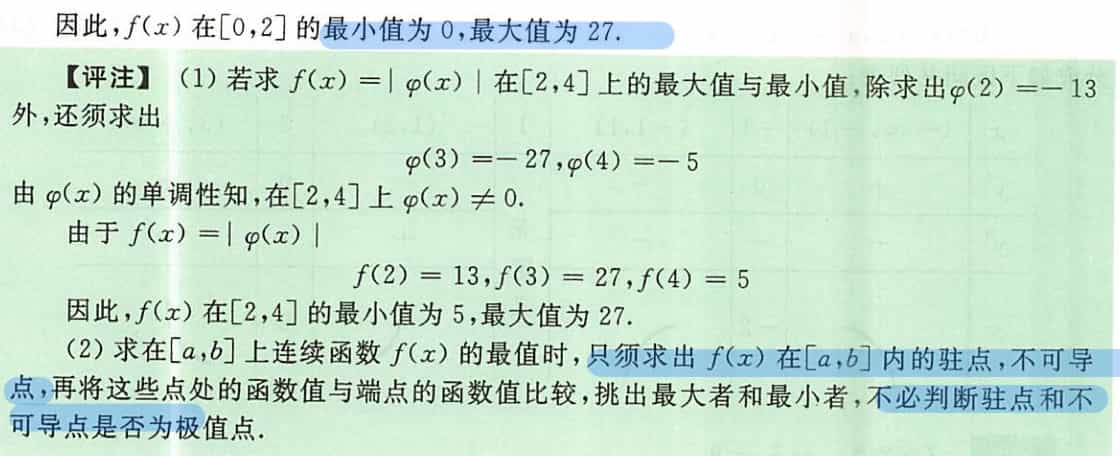 因此,f(x) 在[0,2] 的最小值为 0,最大值为 27.
【评注】 (1) 若求 f(x) =| φ(x) | 在[2,4] 上的最大值与最小值,除求出φ(2) =− 13
外,还须求出
φ(3) =− 27,φ(4) =− 5
由 φ(x) 的单调性知,在[2,4] 上 φ(x) ≠ 0.
由于 f(x) =| φ(x) |
f(2) = 13,f(3) = 27,f(4) = 5
因此,f(x) 在[2,4] 的最小值为 5,最大值为 27.
(2) 求在[a,b] 上连续函数 f(x) 的最值时,只须求出 f(x) 在[a,b] 内的驻点,不可导
点,再将这些点处的函数值与端点的函数值比较,挑出最大者和最小者,不必判断驻点和不
可导点是否为极值点.